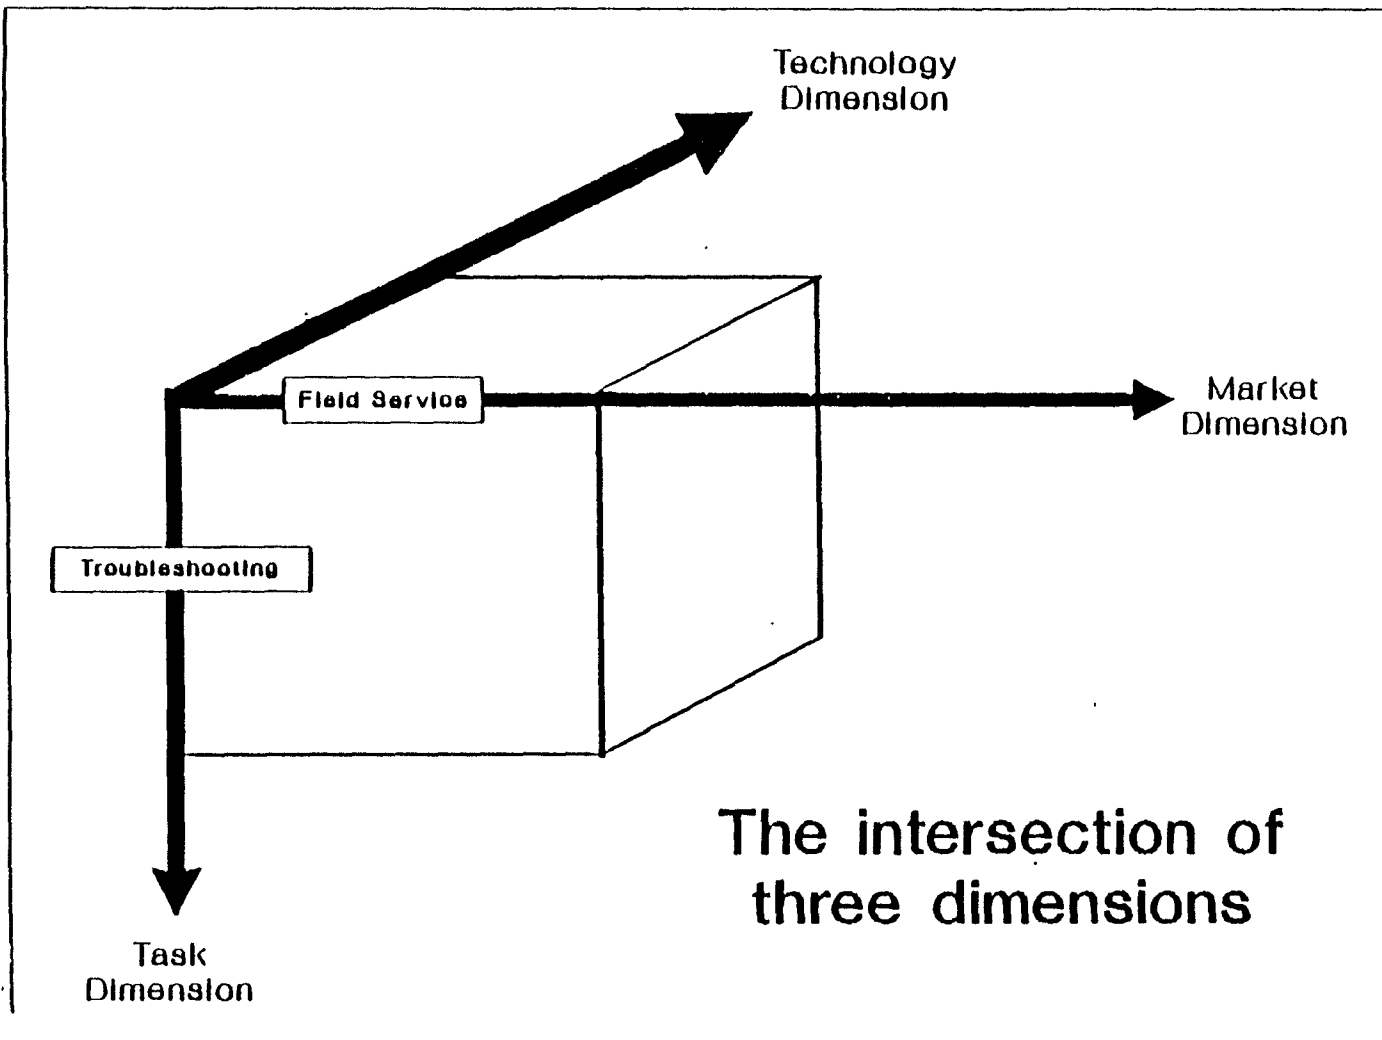 Technology
Dimension
Field Service
Market
Dimension
Troubleshooting
The intersection of
three dimensions
Task
Dimension